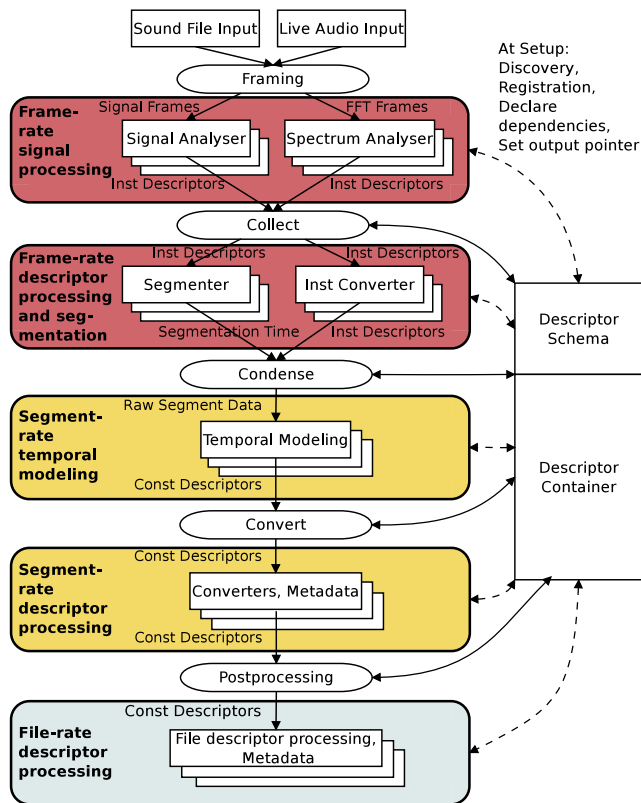 Sound File Input
Live Audio Input
At Setup:
Discovery,
Registration,
Declare
dependencies,
Set output pointer
Framing
Frame-
rate
signal
processing
Signal Frames
FFT Frames
Signal Analyser
Spectrum Analyser
Inst Descriptors
Inst Descriptors
Collect
Frame-rate
descriptor
processing
and seg-
mentation
Inst Descriptors
Inst Descriptors
Segmenter
Inst Converter
Segmentation Time
Inst Descriptors
Descriptor
Schema
Condense
Segment-
rate
temporal
modeling
Raw Segment Data
Temporal Modeling
Const Descriptors
Descriptor
Container
Convert
Segment-
rate
descriptor
processing
Const Descriptors
Converters, Metadata
Const Descriptors
Postprocessing
File-rate
descriptor
processing
Const Descriptors
File descriptor processing,
Metadata